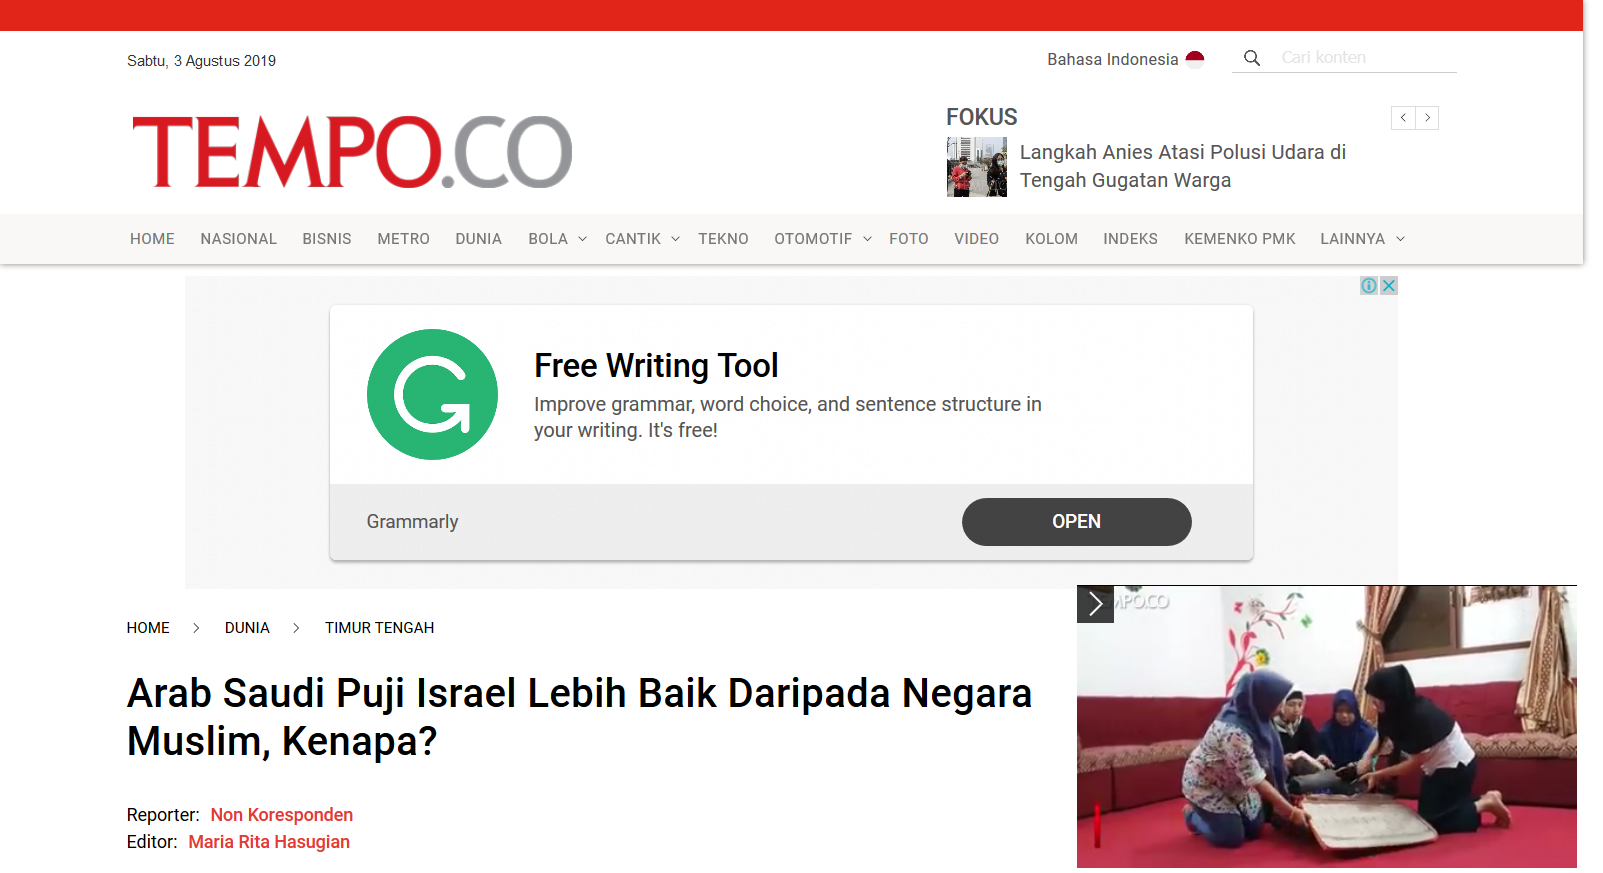 Sabtu, 3 Agustus 2019
Bahasa Indonesia
Cari konten
TEMPO.CO
FOKUS
Langkah Anies Atasi Polusi Udara di
Tengah Gugatan Warga
HOME NASIONAL BISNIS METRO DUNIA BOLA CANTIK TEKNO OTOMOTIF FOTO VIDEO KOLOM INDEKS KEMENKO PMK LAINNYA
Free Writing Tool
Improve grammar, word choice, and sentence structure in
your writing. It's free!
Grammarly
OPEN
HOME > DUNIA > TIMUR TENGAH
Arab Saudi Puji Israel Lebih Baik Daripada Negara
Muslim, Kenapa?
Reporter: Non Koresponden
Editor: Maria Rita Hasugian